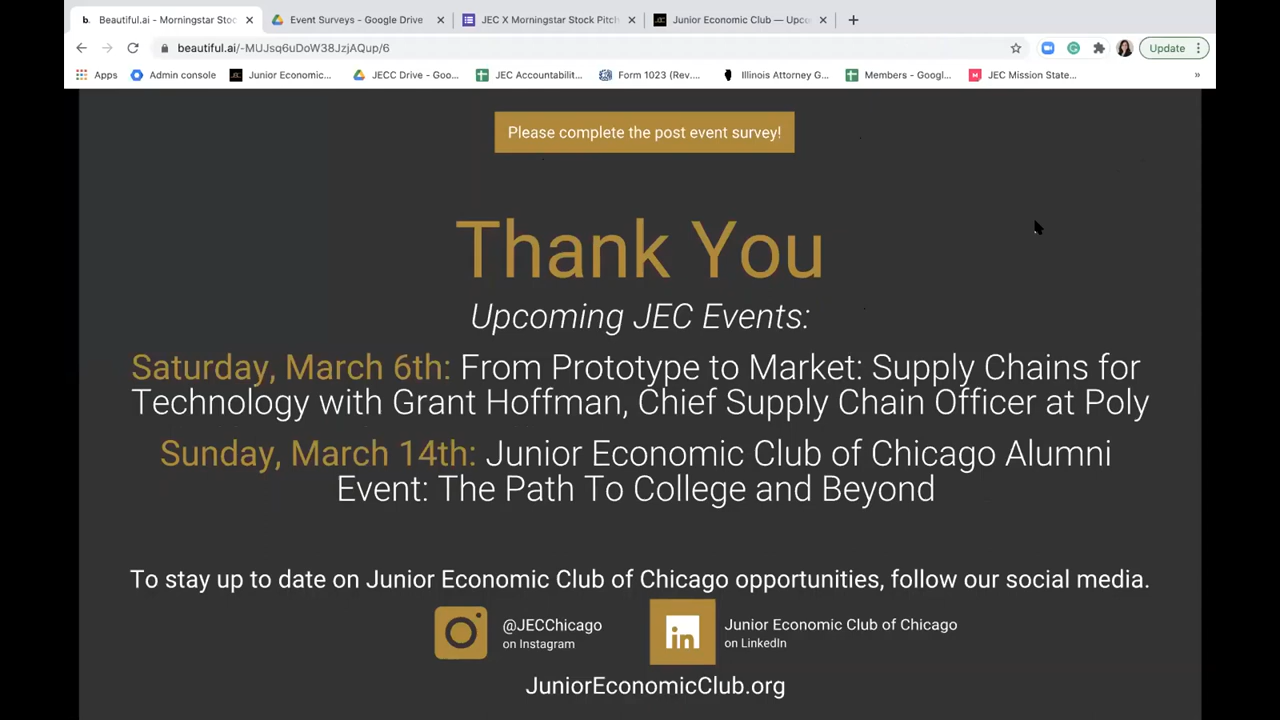 Beautiful.ai - Morningstar Stoc
Event Surveys - Google Drive
JEC X Morningstar Stock Pitch
Junior Economic Club — Upco
beautiful.ai/-MUJsq6uDoW38JzjAQup/6
Update
Apps
Admin console
Junior Economic...
JECC Drive - Goo...
JEC Accountabilit...
Form 1023 (Rev....
Illinois Attorney G...
Members - Googl...
JEC Mission State...
»
Please complete the post event survey!
Thank You
Upcoming JEC Events:
Saturday, March 6th: From Prototype to Market: Supply Chains for
Technology with Grant Hoffman, Chief Supply Chain Officer at Poly
Sunday, March 14th: Junior Economic Club of Chicago Alumni
Event: The Path To College and Beyond
To stay up to date on Junior Economic Club of Chicago opportunities, follow our social media.
@JECChicago
on Instagram
in
Junior Economic Club of Chicago
on LinkedIn
JuniorEconomicClub.org